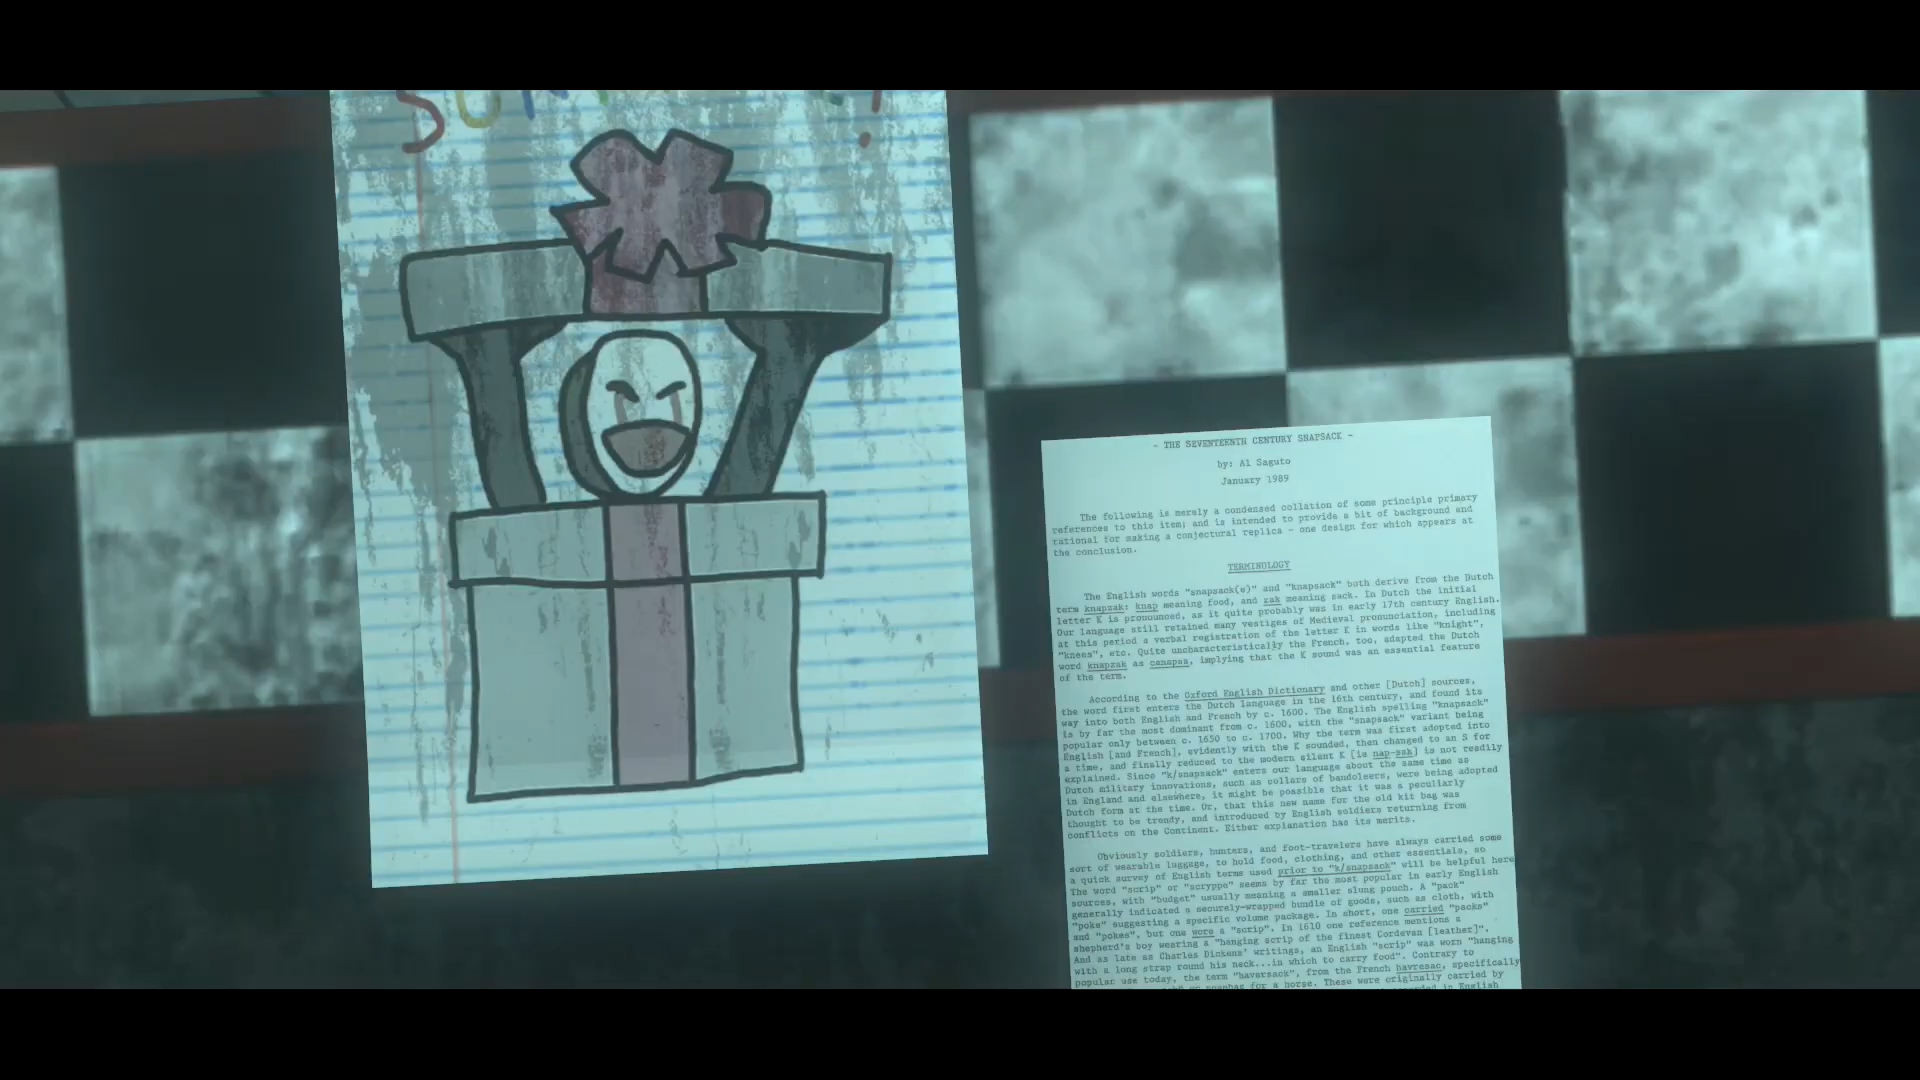 - THE SEVENTEENTH CENTURY SNAPSACK -
by: Al Saguto
January 1989
The following is merely a condensed collation of some principle primary
references to this item; and is intended to provide a bit of background and
rational for making a conjectural replica - one design for which appears at
the conclusion.
TERMINOLOGY
The English words "snapsack(e)" and "knapsack" both derive from the Dutch
term knapzak: knap meaning food, and zak meaning sack. In Dutch the initial
letter K is pronounced, as it quite probably was in early 17th century English.
Our language still retained many vestiges of Medieval pronunciation, including
at this period a verbal registration of the letter K in words like "knight",
"knees", etc. Quite uncharacteristically the French, too, adapted the Dutch
word knapzak as canapsa, implying that the K sound was an essential feature
of the term.
According to the Oxford English Dictionary and other [Dutch] sources,
the word first enters the Dutch language in the 16th century, and found its
way into both English and French by c. 1600. The English spelling "knapsack"
is by far the most dominant from c. 1600, with the "snapsack" variant being
popular only between c. 1650 to c. 1700. Why the term was first adopted into
English [and French], evidently with the K sounded, then changed to an S for
a time, and finally reduced to the modern silent K [ie nap-sak] is not readily
explained. Since "k/snapsack" enters our language about the same time as
Dutch military innovations, such as collars of bandoleers, were being adopted
in England and elsewhere, it might be possible that it was a peculiarly
Dutch form at the time. Or, that this new name for the old kit bag was
thought to be trendy, and introduced by English soldiers returning from
conflicts on the Continent. Either explanation has its merits.
Obviously soldiers, hunters, and foot-travelers have always carried some
sort of wearable luggage, to hold food, clothing, and other essentials, so
a quick survey of English terms used prior to "k/snapsack" will be helpful here
The word "scrip" or "scryppe" seems by far the most popular in early English
sources, with "budget" usually meaning a smaller slung pouch. A "pack"
generally indicated a securely-wrapped bundle of goods, such as cloth, with
"poke" suggesting a specific volume package. In short, one carried "packs"
and "pokes", but one wore a "scrip". In 1610 one reference mentions a
shepherd's boy wearing a "hanging scrip of the finest Cordevan [leather]".
And as late as Charles Dickens' writings, an English "scrip" was worn "hanging
with a long strap round his neck...in which to carry food". Contrary to
popular use today, the term "haversack", from the French havresac, specifically
nosebag for a horse. These were originally carried by
in English